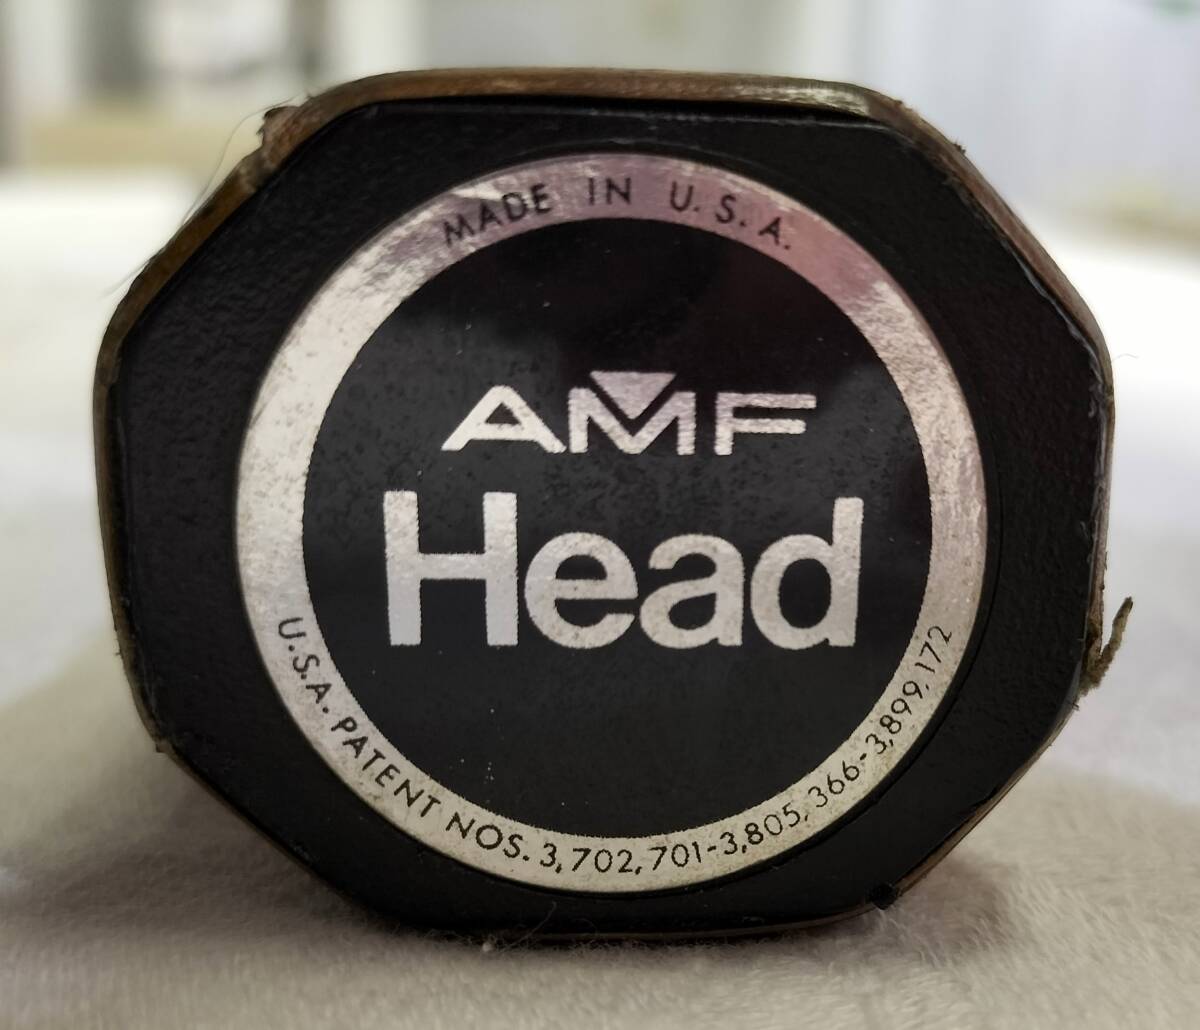 MADE IN U.S.A.
AMF
Head
U.S.A. PATENT NOS. 3,702,701-3,805,366-3,899,172